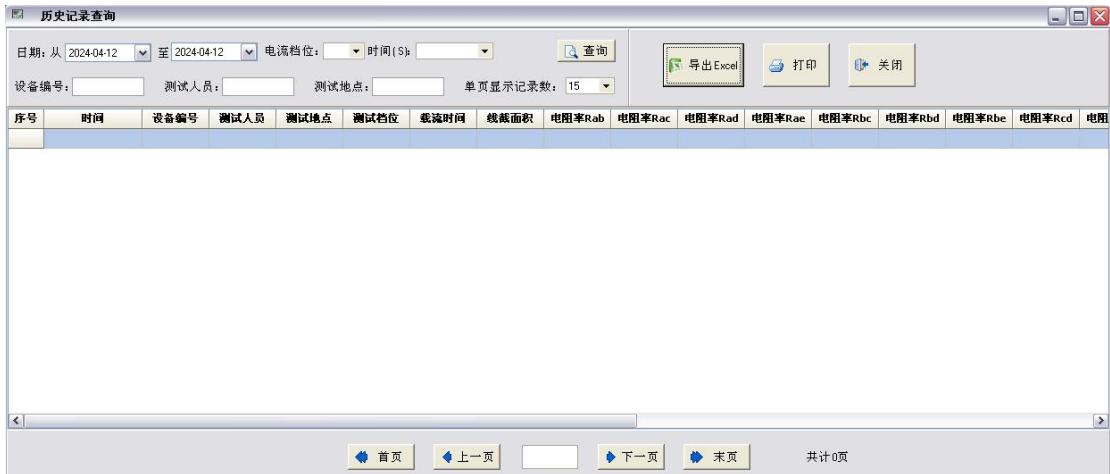 历史记录查询
日期: 从 2024-04-12 至 2024-04-12 电流档位: 时间(S): 查询 导出Excel 打印 关闭
设备编号: 测试人员: 测试地点: 单页显示记录数: 15
序号 时间 设备编号 测试人员 测试地点 测试档位 载流时间 线截面积 电阻率Rab 电阻率Rac 电阻率Rad 电阻率Rae 电阻率Rbc 电阻率Rbd 电阻率Rbe 电阻率Rcd 电阻
首页 上一页 下一页 末页 共计0页